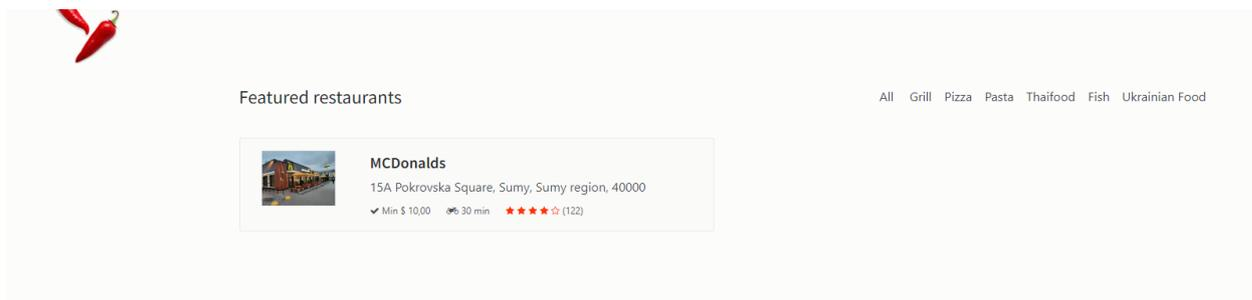 Featured restaurants
All Grill Pizza Pasta Thaifood Fish Ukrainian Food
MCDonalds
15A Pokrovska Square, Sumy, Sumy region, 40000
Min $ 10,00 30 min (122)